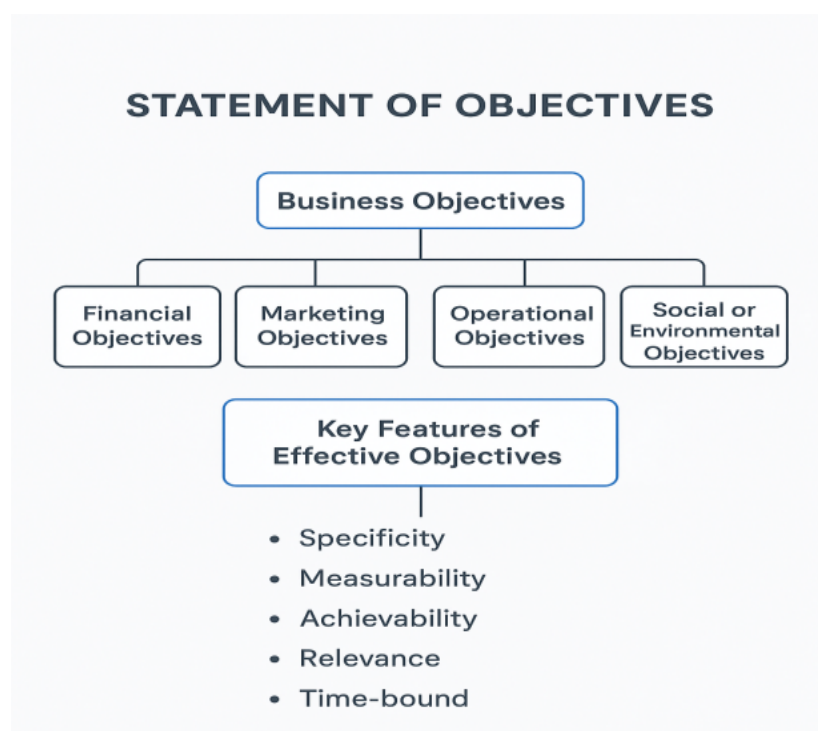 STATEMENT OF OBJECTIVES
Business Objectives
Financial
Objectives
Marketing
Objectives
Operational
Objectives
Social or
Environmental
Objectives
Key Features of
Effective Objectives
• Specificity
• Measurability
• Achievability
• Relevance
• Time-bound